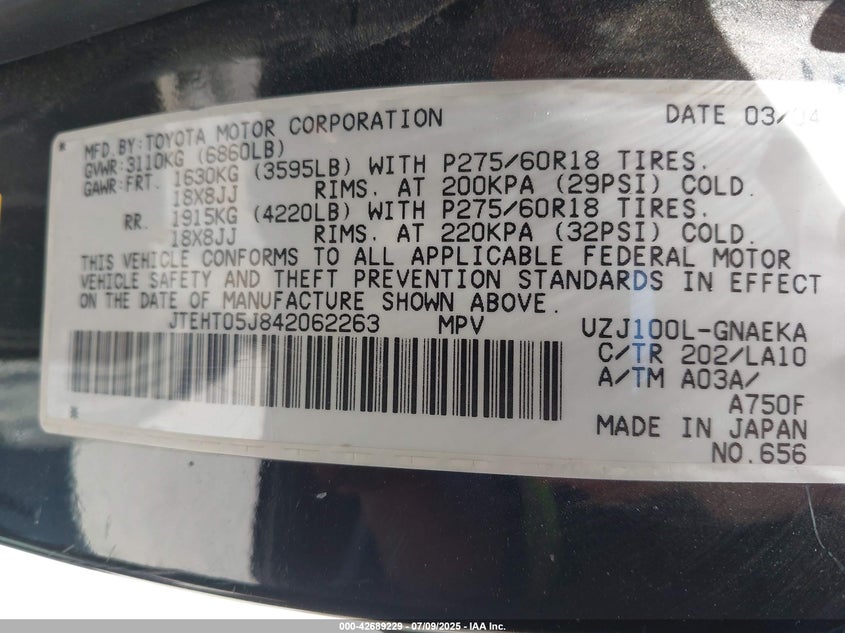 MFD.BY:TOYOTA MOTOR CORPORATION DATE 03/04
GVWR:3110KG (6860LB)
GAWR:FRT. 1630KG (3595LB) WITH P275/60R18 TIRES.
18X8JJ RIMS. AT 200KPA (29PSI) COLD.
RR. 1915KG (4220LB) WITH P275/60R18 TIRES.
18X8JJ RIMS. AT 220KPA (32PSI) COLD.
THIS VEHICLE CONFORMS TO ALL APPLICABLE FEDERAL MOTOR
VEHICLE SAFETY AND THEFT PREVENTION STANDARDS IN EFFECT
ON THE DATE OF MANUFACTURE SHOWN ABOVE.
JTEHT05J842062263 MPV UZJ100L-GNAEKA
C/TR 202/LA10
A/TM A03A/
A750F
MADE IN JAPAN
NO.656
000-42689229 - 07/09/2025 - IAA Inc.